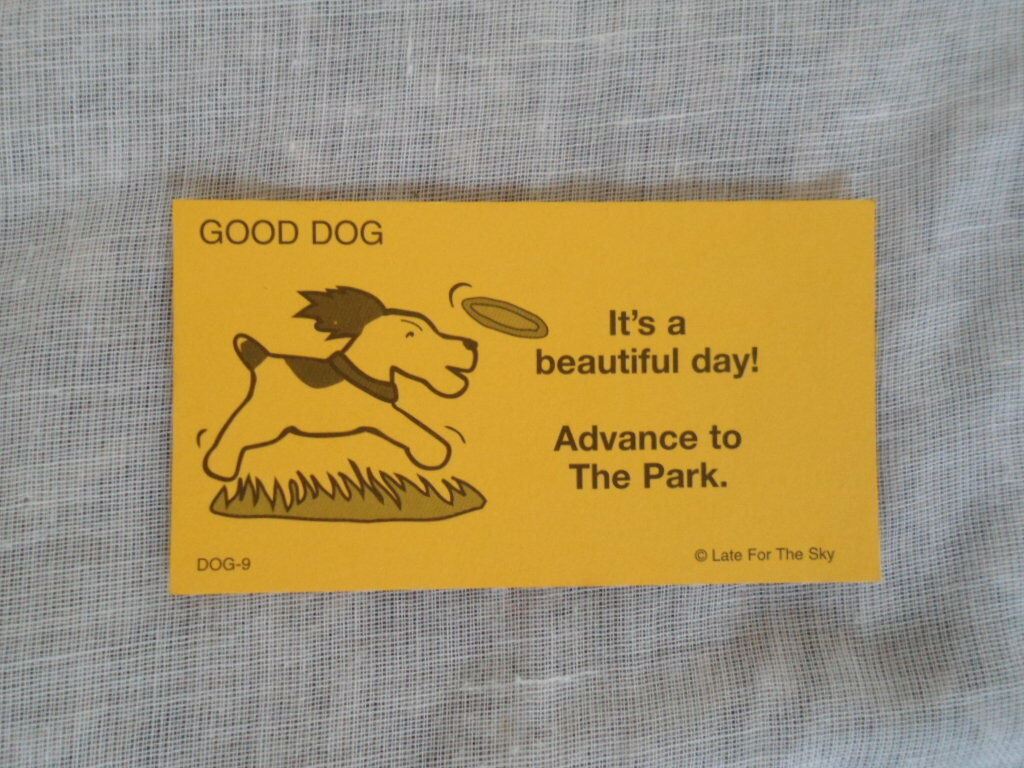 GOOD DOG
It's a
beautiful day!
Advance to
The Park.
DOG-9
© Late For The Sky